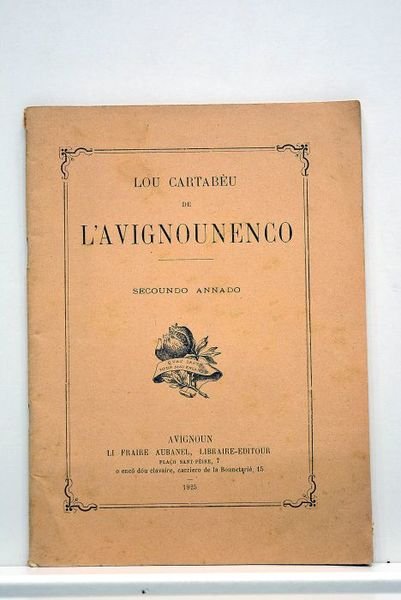 LOU CARTABÈU
DE
L'AVIGNOUNENCO
SECOUNDO ANNADO
AVIGNOUN
LI FRAIRE AUBANEL, LIBRAIRE-EDITOUR
PLAÇO SANT-PÈIRE, 7
o encò dóu clavaire, carriero de la Bounetarié, 15
1925